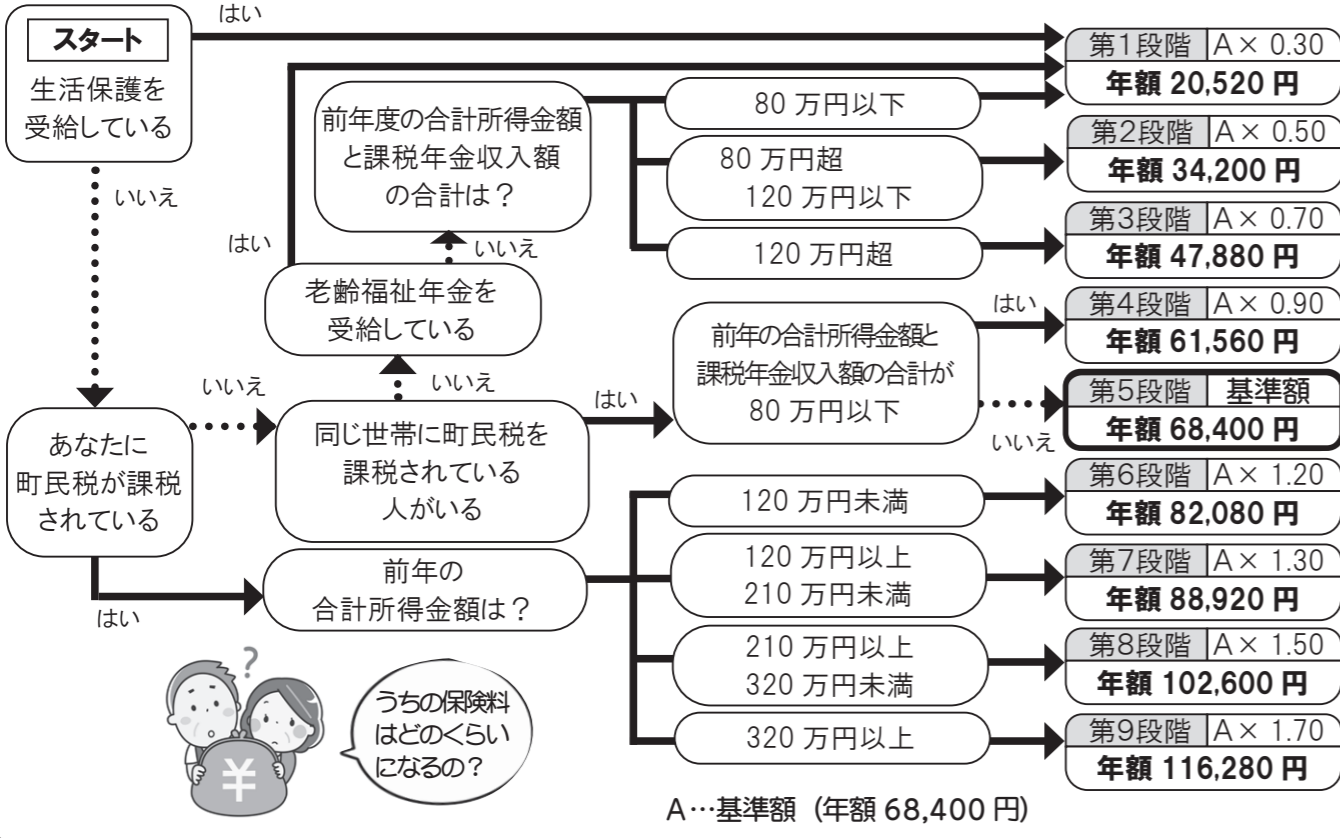 はい
スタート
生活保護を
受給している
いいえ
あなたに
町民税が課税
されている
はい
いいえ
同じ世帯に町民税を
課税されている
人がいる
いいえ
老齢福祉年金を
受給している
はい
いいえ
前年度の合計所得金額
と課税年金収入額
の合計は？
80 万円以下
80 万円超
120 万円以下
120 万円超
はい
前年の合計所得金額と
課税年金収入額の合計が
80 万円以下
はい
いいえ
前年の
合計所得金額は？
120 万円未満
120 万円以上
210 万円未満
210 万円以上
320 万円未満
320 万円以上
第1段階 A× 0.30
年額 20,520 円
第2段階 A× 0.50
年額 34,200 円
第3段階 A× 0.70
年額 47,880 円
第4段階 A× 0.90
年額 61,560 円
第5段階 基準額
年額 68,400 円
第6段階 A× 1.20
年額 82,080 円
第7段階 A× 1.30
年額 88,920 円
第8段階 A× 1.50
年額 102,600 円
第9段階 A× 1.70
年額 116,280 円
?
¥
うちの保険料
はどのくらい
になるの？
A…基準額（年額 68,400 円）